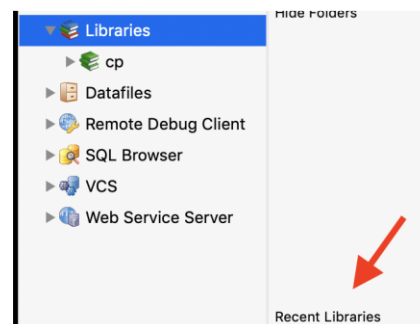 Hide Folders
Libraries
cp
Datafiles
Remote Debug Client
SQL Browser
VCS
Web Service Server
Recent Libraries